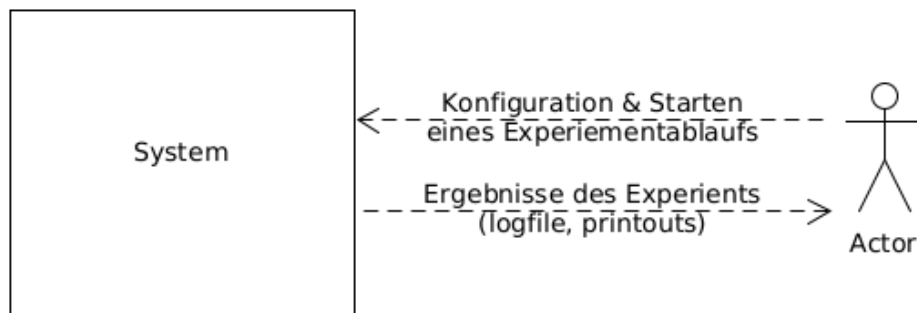 System
Konfiguration & Starten
eines Experiementablaufs
Ergebnisse des Experients
(logfile, printouts)
Actor